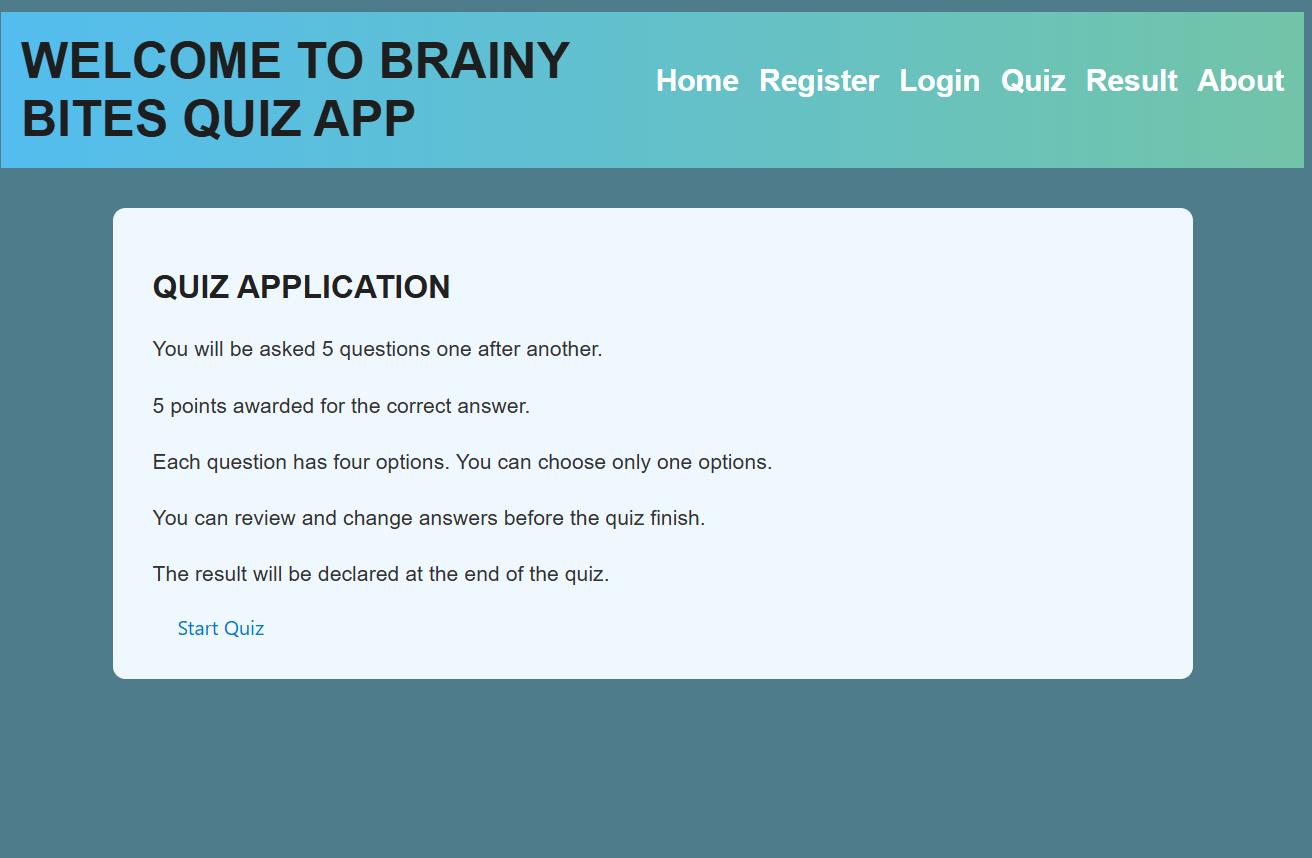 WELCOME TO BRAINY
BITES QUIZ APP
Home Register Login Quiz Result About
QUIZ APPLICATION
You will be asked 5 questions one after another.
5 points awarded for the correct answer.
Each question has four options. You can choose only one options.
You can review and change answers before the quiz finish.
The result will be declared at the end of the quiz.
Start Quiz